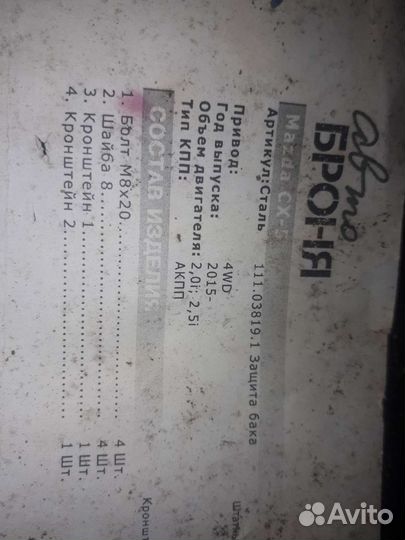 авто
БРОНЯ
Mazda CX-5
Артикул:Сталь 111.03819.1 Защита бака
Привод: 4WD
Год выпуска: 2015-
Объем двигателя: 2,0i; 2,5i
Тип КПП: АКПП
СОСТАВ ИЗДЕЛИЯ
1. Болт М8х20 4 шт.
2. Шайба 8 4 шт.
3. Кронштейн 1 1 шт.
4. Кронштейн 2 1 шт.
Avito